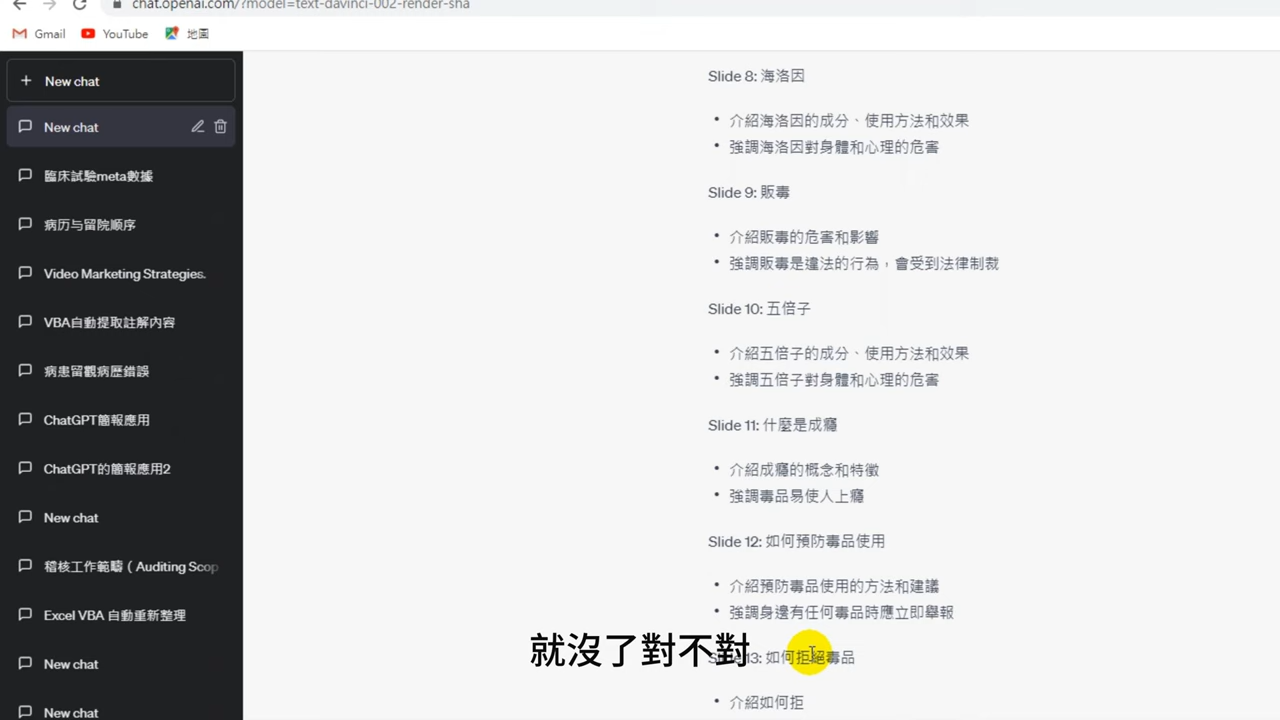 chat.openai.com/?model=text-davinci-002-render-sha
Gmail
YouTube
地圖
+ New chat
New chat
臨床試驗meta數據
病历与留院顺序
Video Marketing Strategies.
VBA自動提取註解內容
病患留觀病歷錯誤
ChatGPT簡報應用
ChatGPT的簡報應用2
New chat
稽核工作範疇（Auditing Scop
Excel VBA 自動重新整理
New chat
New chat
Slide 8: 海洛因
• 介紹海洛因的成分、使用方法和效果
• 強調海洛因對身體和心理的危害
Slide 9: 販毒
• 介紹販毒的危害和影響
• 強調販毒是違法的行為，會受到法律制裁
Slide 10: 五倍子
• 介紹五倍子的成分、使用方法和效果
• 強調五倍子對身體和心理的危害
Slide 11: 什麼是成癮
• 介紹成癮的概念和特徵
• 強調毒品易使人上癮
Slide 12: 如何預防毒品使用
• 介紹預防毒品使用的方法和建議
• 強調身邊有任何毒品時應立即舉報
Slide 13: 如何拒絕毒品
• 介紹如何拒
就沒了對不對